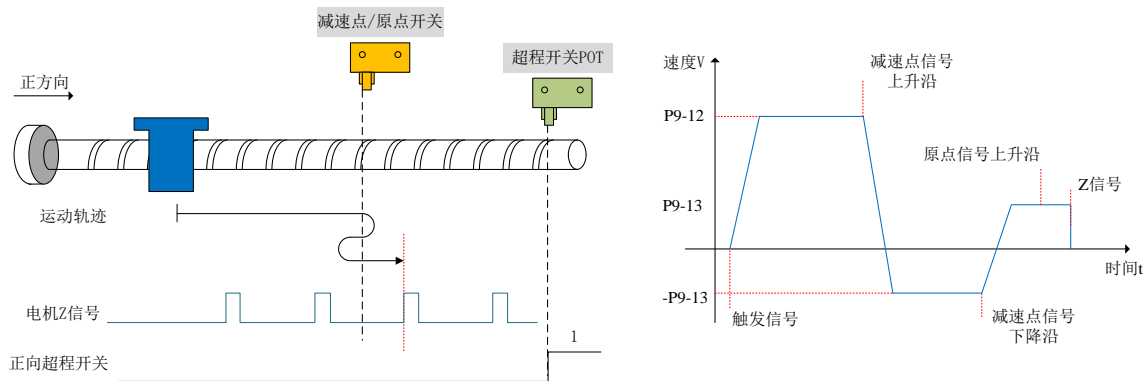 减速点/原点开关
超程开关POT
正方向
运动轨迹
电机Z信号
正向超程开关
1
速度V
减速点信号
上升沿
P9-12
原点信号上升沿
Z信号
P9-13
时间t
-P9-13
触发信号
减速点信号
下降沿